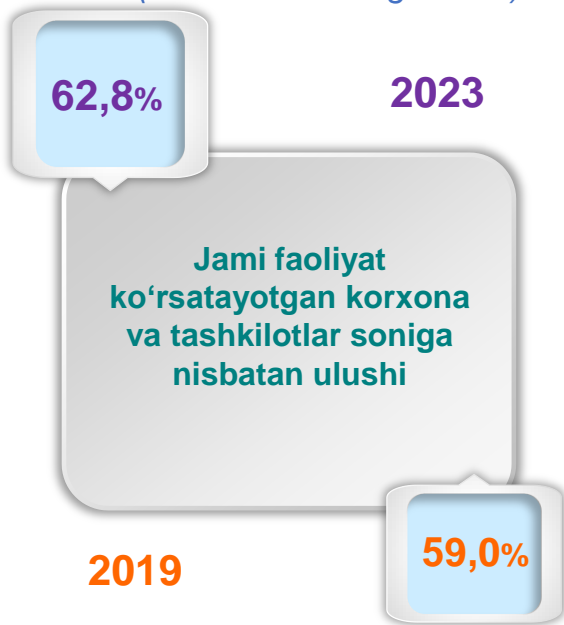 62,8%
2023
Jami faoliyat
ko‘rsatayotgan korxona
va tashkilotlar soniga
nisbatan ulushi
59,0%
2019